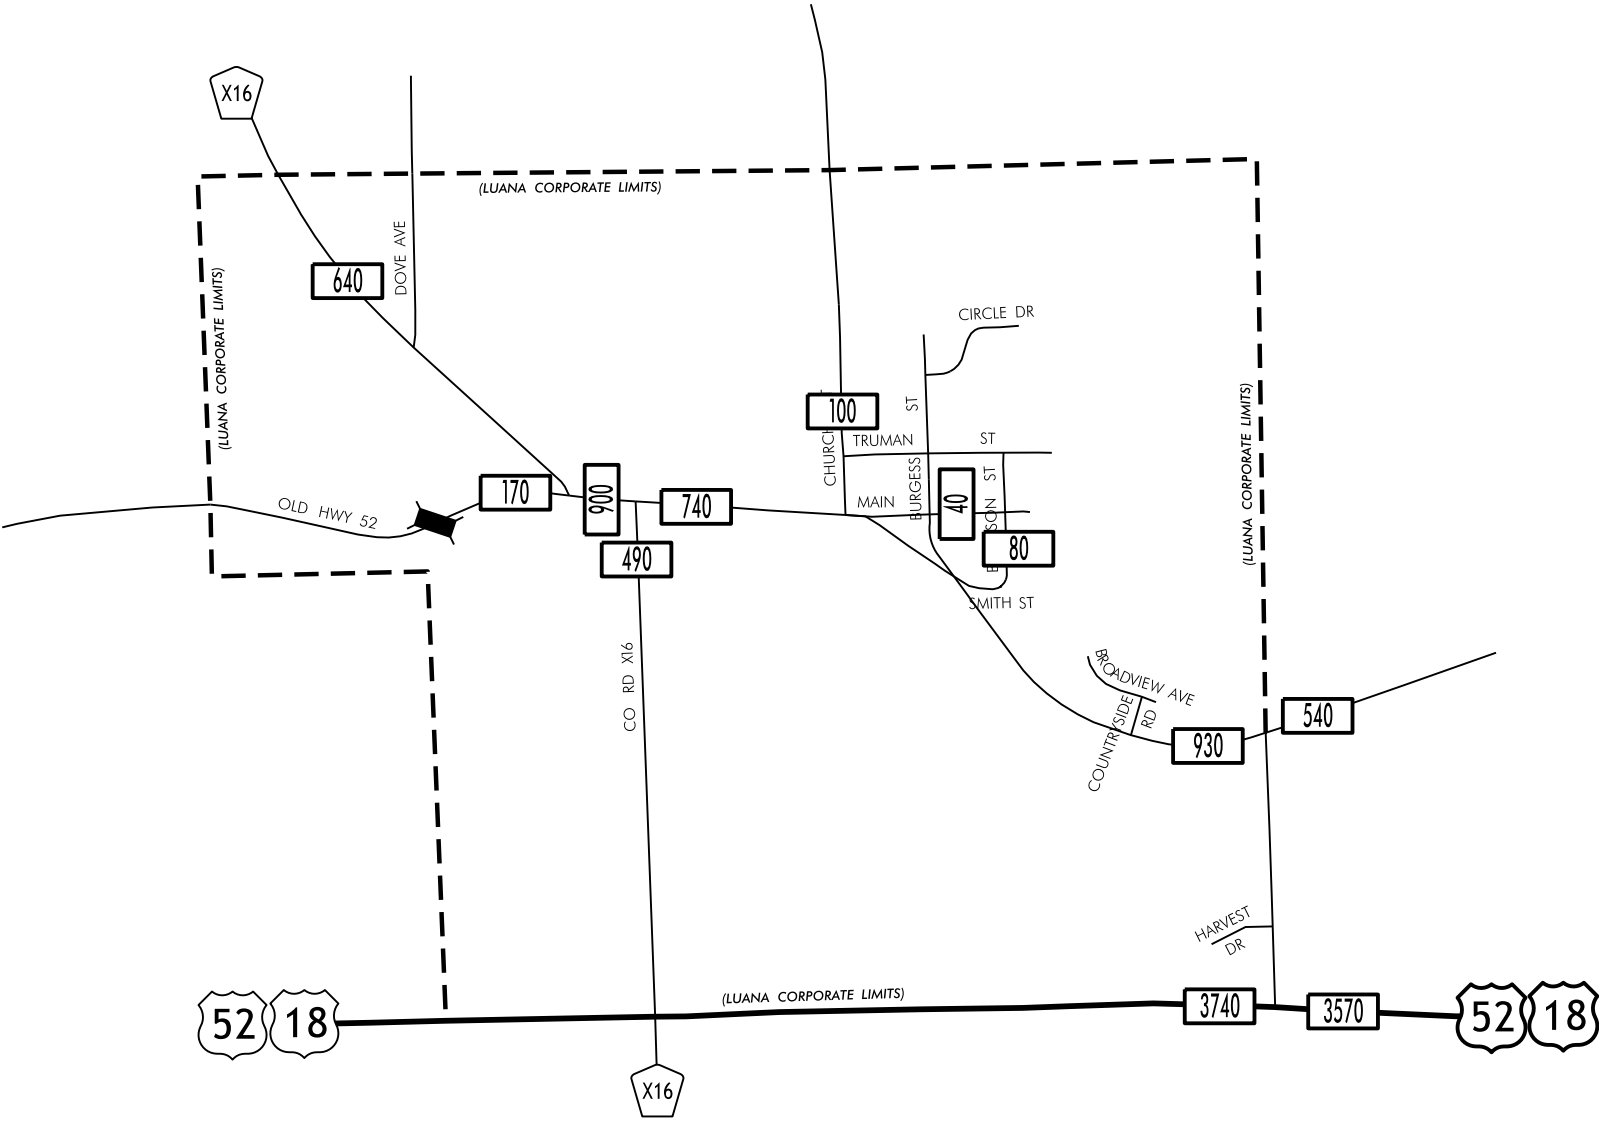 X16
(LUANA CORPORATE LIMITS)
DOVE AVE
640
(LUANA CORPORATE LIMITS)
CIRCLE DR
100
CHURCH
ST
TRUMAN ST
(LUANA CORPORATE LIMITS)
BURGESS
ST
170
900
740
MAIN
40
SON
OLD HWY 52
490
80
SMITH ST
CO RD X16
BROADVIEW AVE
COUNTRYSIDE
RD
930
540
HARVEST
DR
(LUANA CORPORATE LIMITS)
52
18
3740
3570
52
18
X16